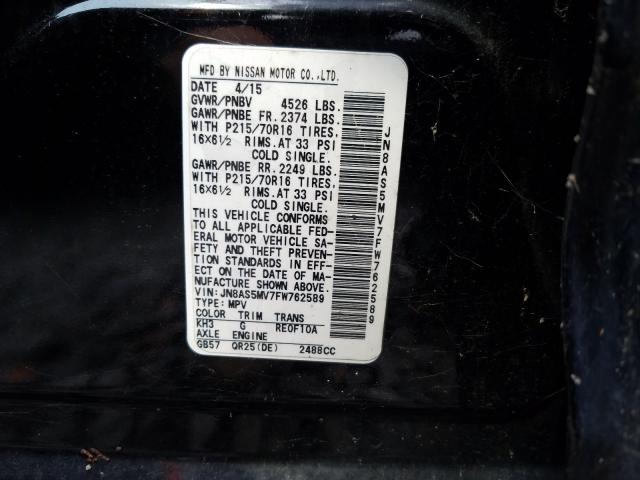 MFD BY NISSAN MOTOR CO.,LTD.
DATE 4/15
GVWR/PNBV 4526 LBS.
GAWR/PNBE FR. 2374 LBS.
WITH P215/70R16 TIRES,
16X6½ RIMS. AT 33 PSI
COLD SINGLE.
GAWR/PNBE RR. 2249 LBS.
WITH P215/70R16 TIRES,
16X6½ RIMS. AT 33 PSI
COLD SINGLE.
THIS VEHICLE CONFORMS
TO ALL APPLICABLE FED-
ERAL MOTOR VEHICLE SA-
FETY AND THEFT PREVEN-
TION STANDARDS IN EFF-
ECT ON THE DATE OF MA-
NUFACTURE SHOWN ABOVE.
VIN: JN8AS5MV7FW762589
TYPE: MPV
COLOR TRIM TRANS
KH3 G RE0F10A
AXLE ENGINE
GB57 QR25(DE) 2488CC
JN8AS5MV7FW762589